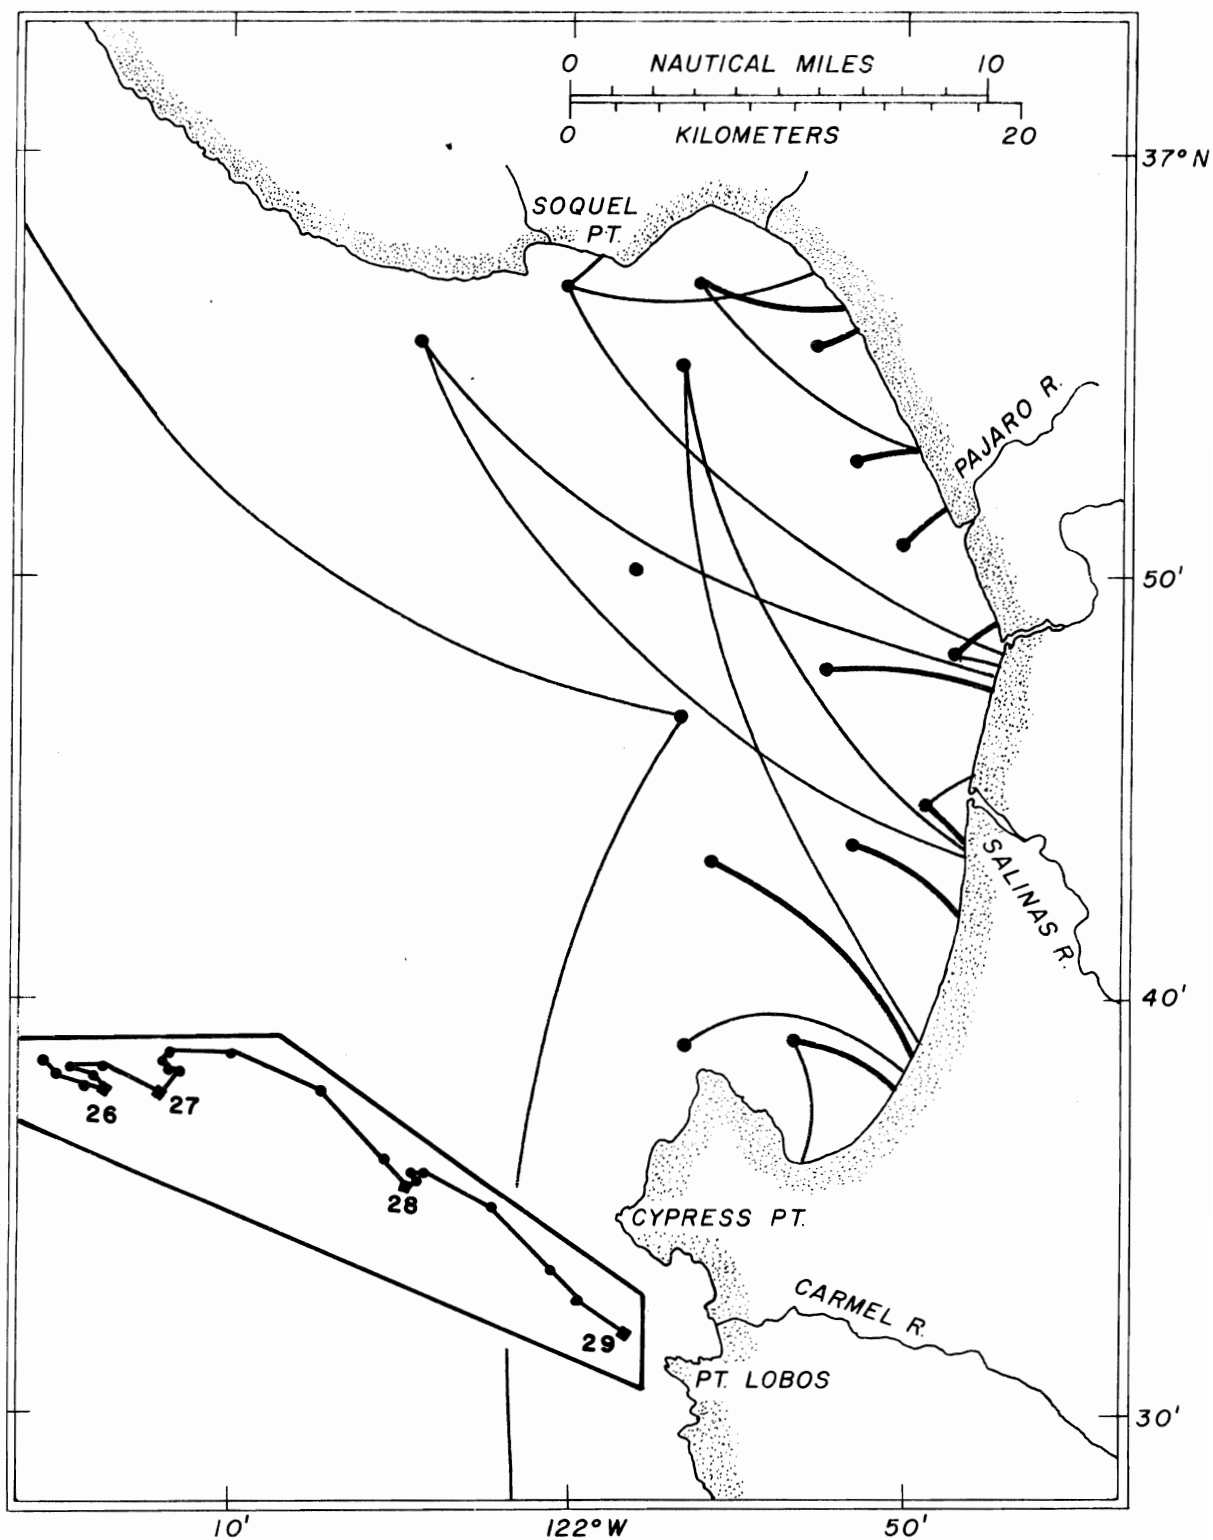 0 NAUTICAL MILES 10
0 KILOMETERS 20
37°N
SOQUEL
PT.
PAJARO R.
50'
SALINAS R.
40'
26
27
28
CYPRESS PT.
CARMEL R.
29
PT. LOBOS
30'
10' 122°W 50'